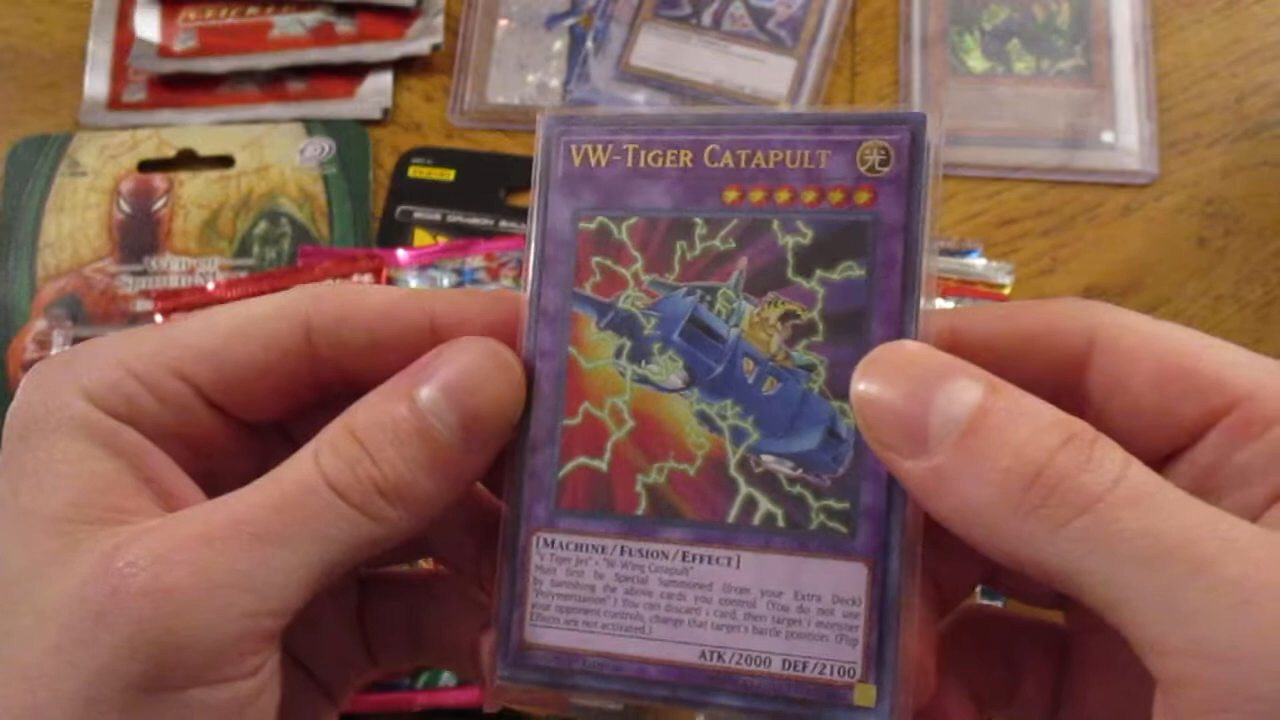 VW-TIGER CATAPULT
光
[MACHINE/FUSION/EFFECT]
"V-Tiger Jet" + "W-Wing Catapult"
Must first be Special Summoned (from your Extra Deck)
by banishing the above cards you control. (You do not use
"Polymerization".) You can discard 1 card, then target 1 monster
your opponent controls; change that target's battle position. (Flip
Effects are not activated.)
ATK/2000 DEF/2100
PANINI